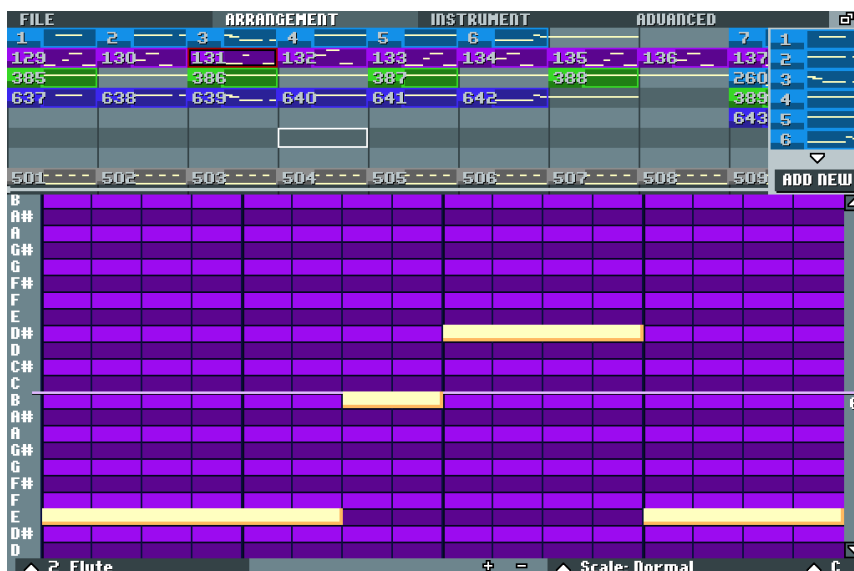 FILE ARRANGEMENT INSTRUMENT ADVANCED
1 2 3 4 5 6 7 1
129 130 131 132 133 134 135 136 137 2
385 386 387 388 260 3
637 638 639 640 641 642 389 4
643 5
6
501 502 503 504 505 506 507 508 509 ADD NEW
B
A#
A
G#
G
F#
F
E
D#
D
C#
C
B
A#
A
G#
G
F#
F
E
D#
D
2 Flute + - Scale: Normal C